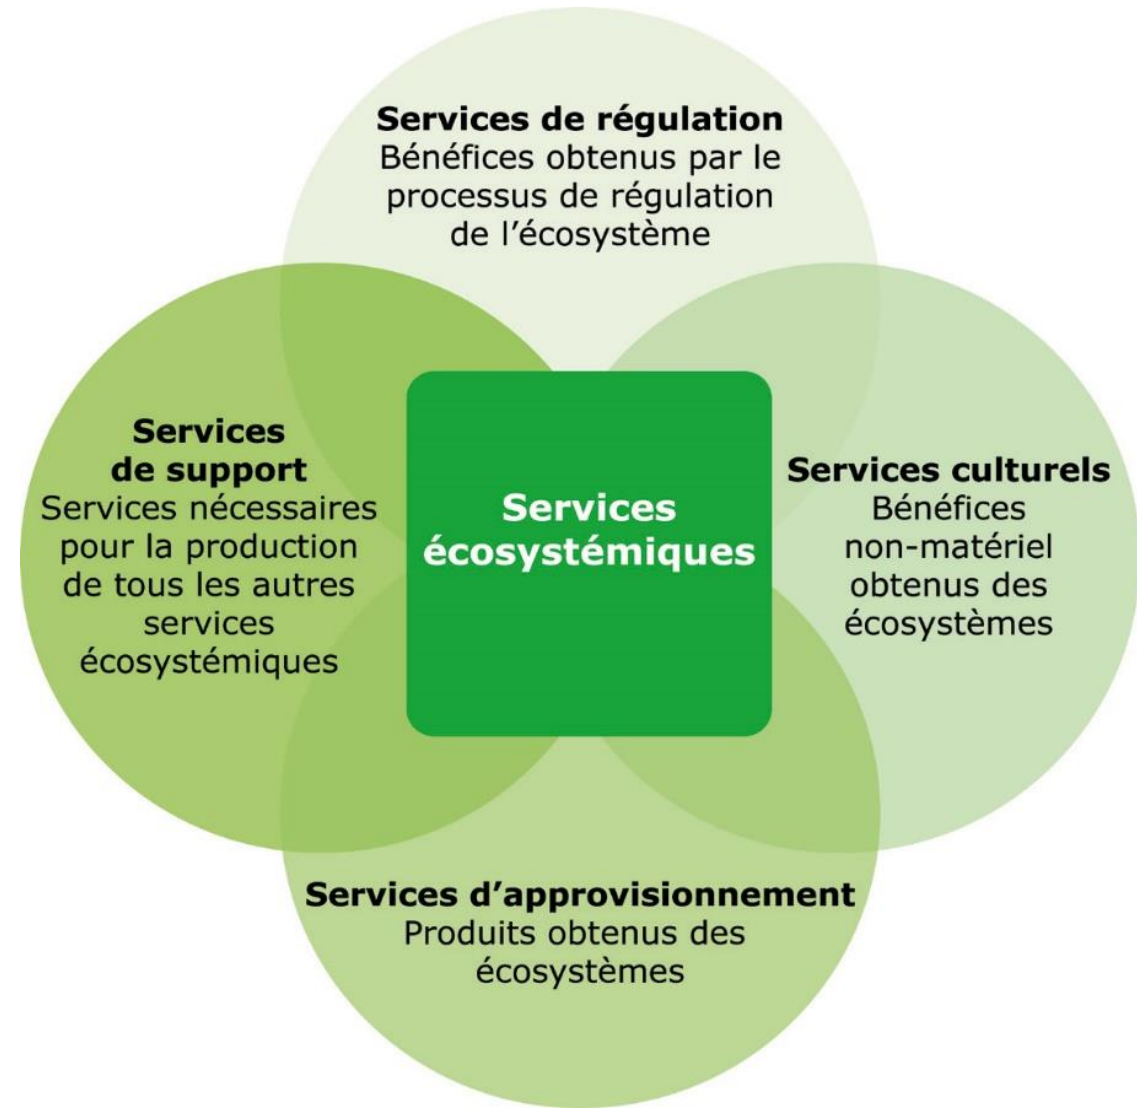 Services de régulation
Bénéfices obtenus par le
processus de régulation
de l’écosystème
Services
de support
Services nécessaires
pour la production
de tous les autres
services
écosystémiques
Services
écosystémiques
Services culturels
Bénéfices
non-matériel
obtenus des
écosystèmes
Services d’approvisionnement
Produits obtenus des
écosystèmes